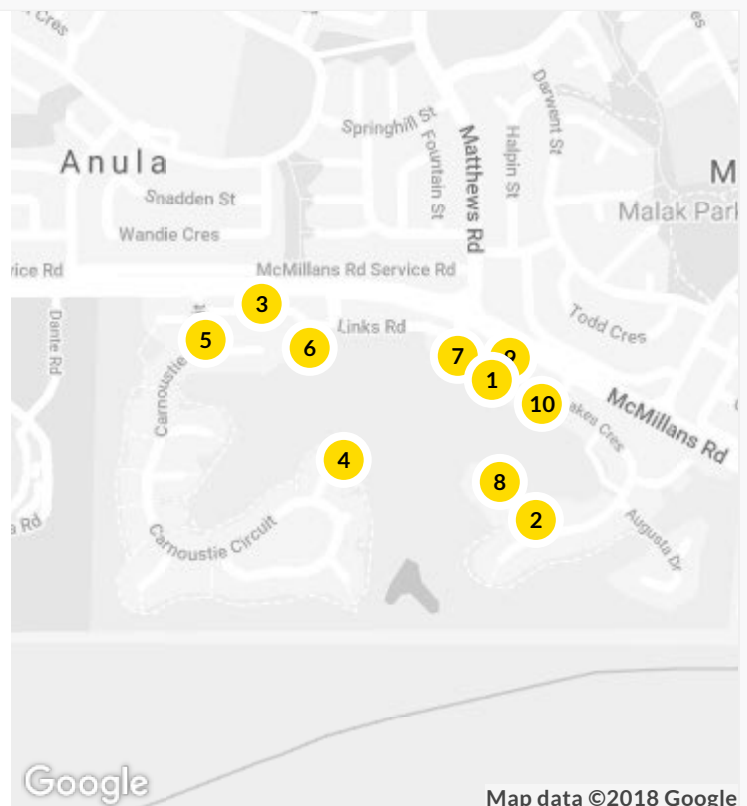 Cres
es
Darwent St
Springhill St
Fountain St
Matthews Rd
Halpin St
Anula
M
Snadden St
Malak Park
Wandie Cres
vice Rd
McMillans Rd Service Rd
3
Dante Rd
Links Rd
Todd Cres
5
6
7
9
1
Carnoustie
10
akes Cres
McMillans Rd
4
8
2
a Rd
Carnoustie Circuit
Augusta Dr
Google
Map data ©2018 Google